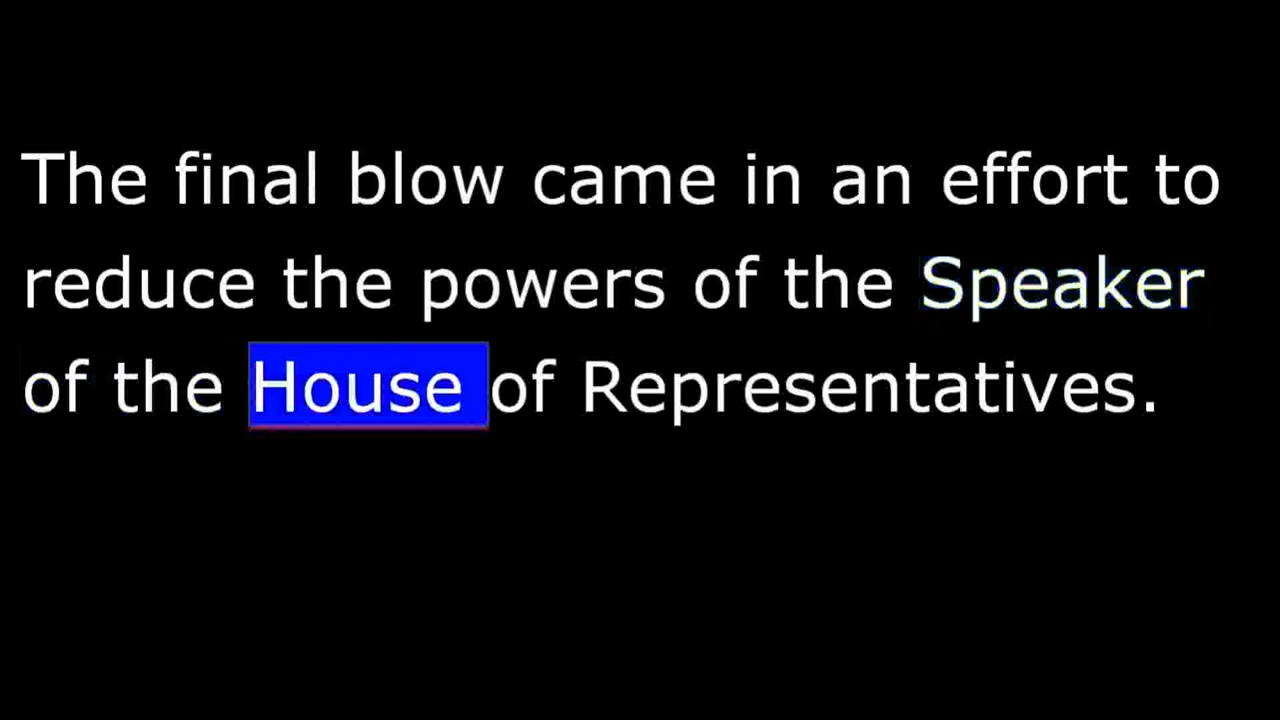 The final blow came in an effort to
reduce the powers of the Speaker
of the House of Representatives.